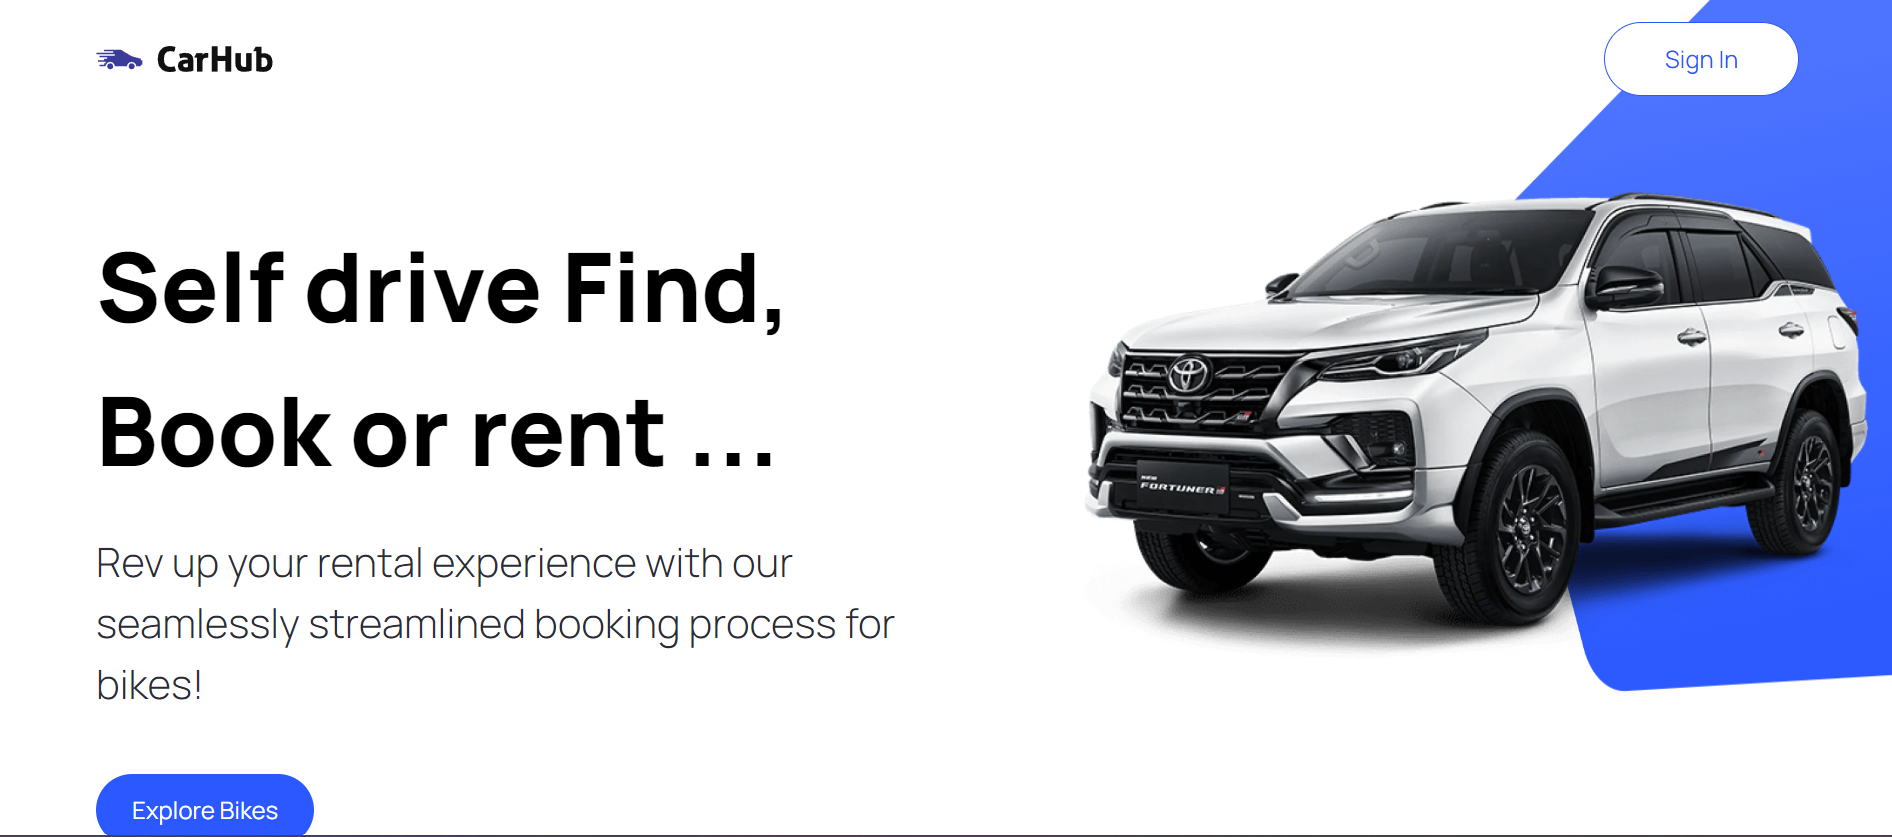 CarHub
Sign In
Self drive Find,
Book or rent ...
Rev up your rental experience with our
seamlessly streamlined booking process for
bikes!
Explore Bikes
NEW
FORTUNER